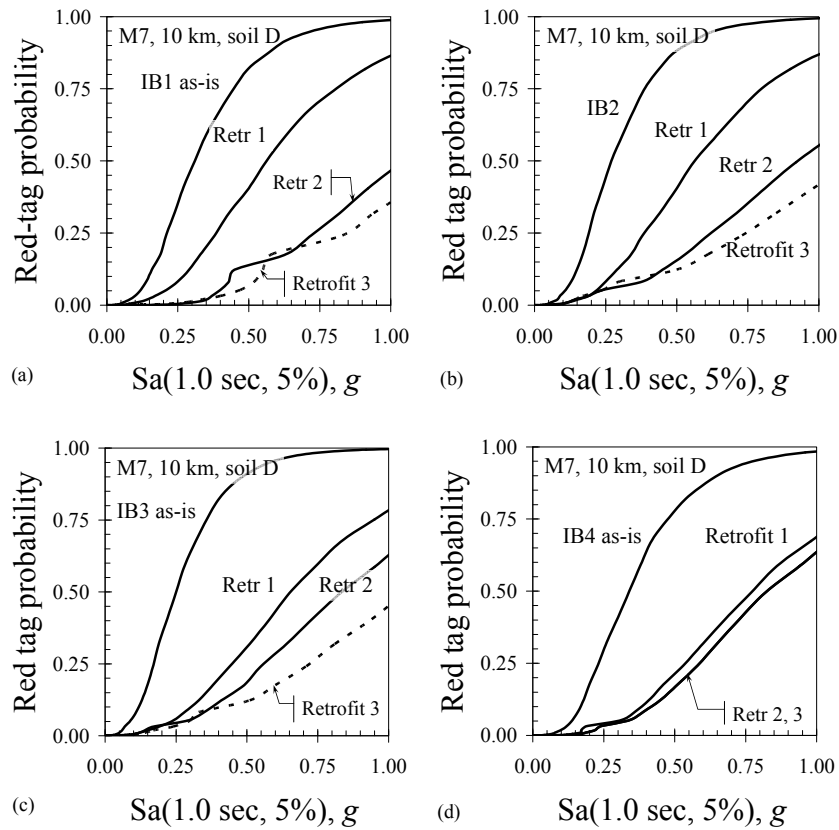 M7, 10 km, soil D
IB1 as-is
Retr 1
Retr 2
Retrofit 3
Red-tag probability
1.00
0.75
0.50
0.25
0.00
0.00 0.25 0.50 0.75 1.00
(a)
Sa(1.0 sec, 5%), g
M7, 10 km, soil D
IB2
Retr 1
Retr 2
Retrofit 3
Red tag probability
1.00
0.75
0.50
0.25
0.00
0.00 0.25 0.50 0.75 1.00
(b)
Sa(1.0 sec, 5%), g
M7, 10 km, soil D
IB3 as-is
Retr 1
Retr 2
Retrofit 3
Red tag probability
1.00
0.75
0.50
0.25
0.00
0.00 0.25 0.50 0.75 1.00
(c)
Sa(1.0 sec, 5%), g
M7, 10 km, soil D
IB4 as-is
Retrofit 1
Retr 2, 3
Red tag probability
1.00
0.75
0.50
0.25
0.00
0.00 0.25 0.50 0.75 1.00
(d)
Sa(1.0 sec, 5%), g